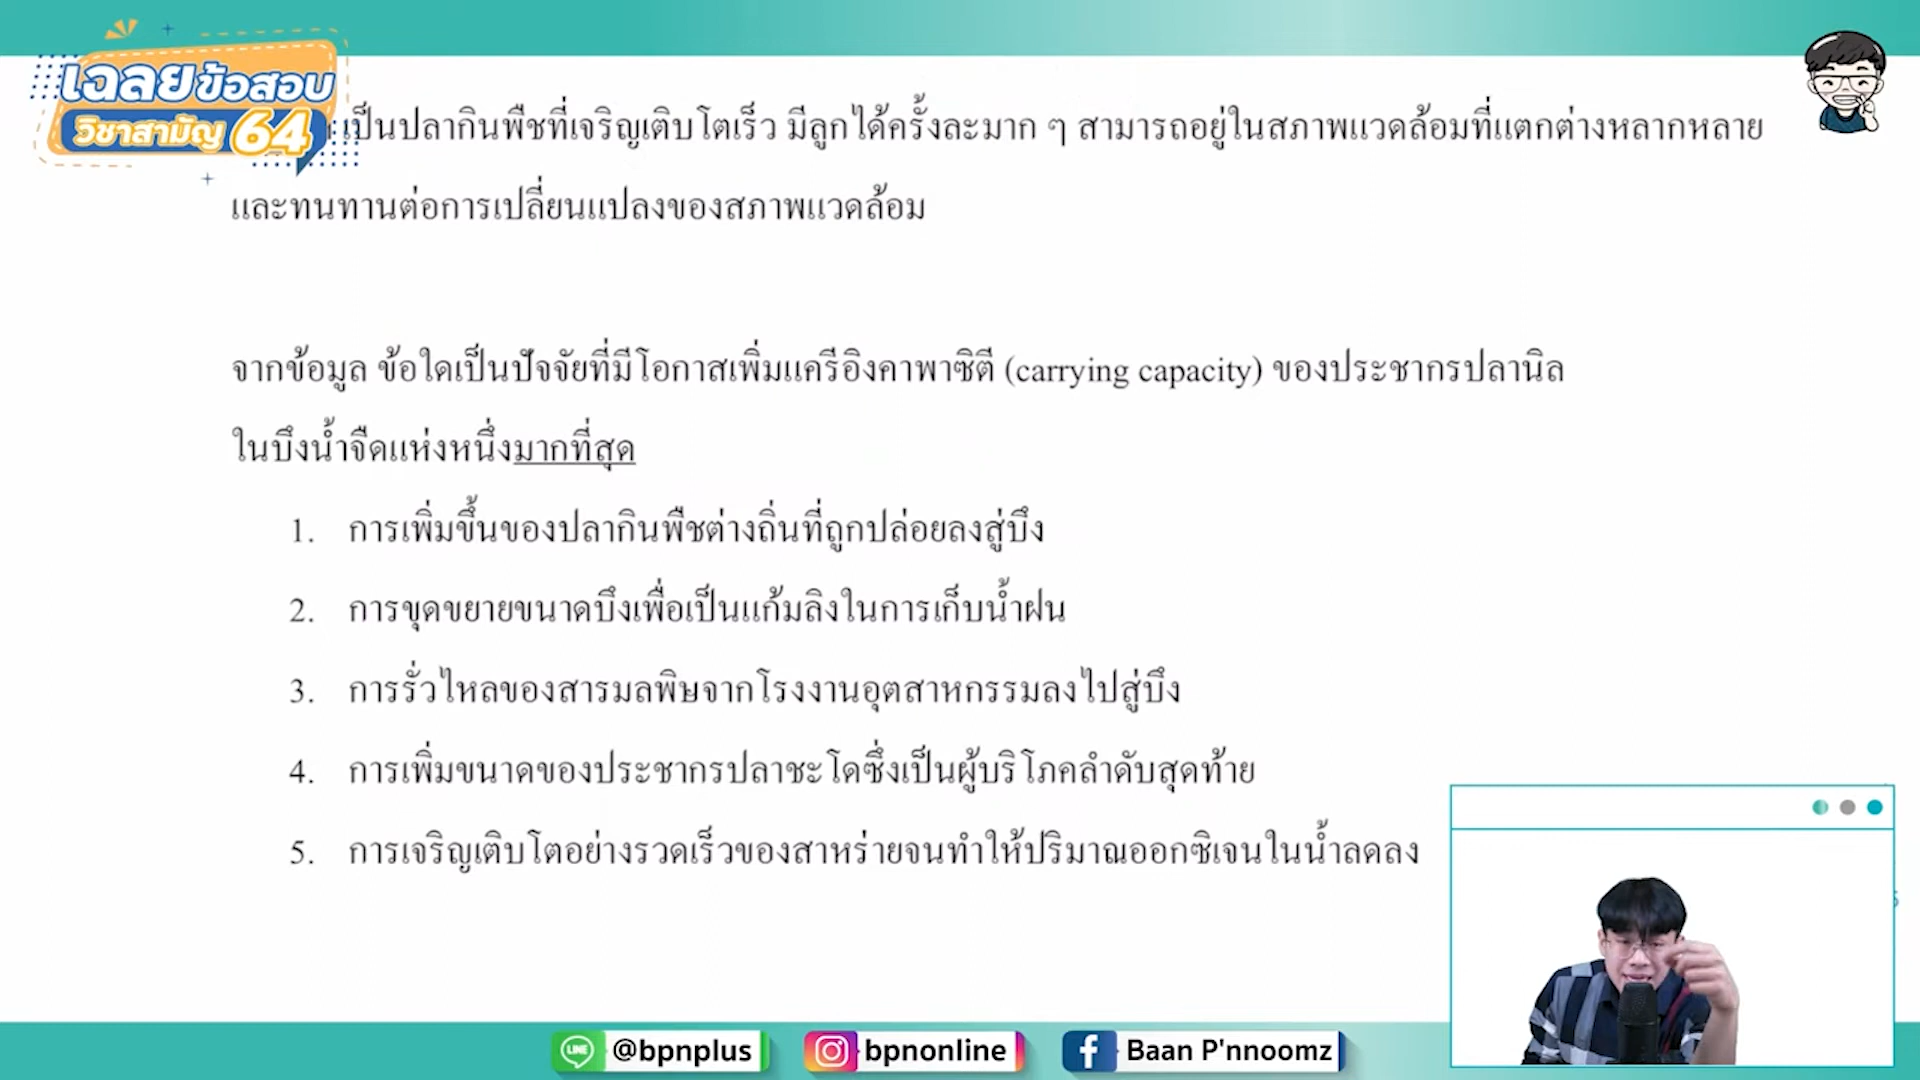 เฉลยข้อสอบ
วิชาสามัญ 64
เป็นปลากินพืชที่เจริญเติบโตเร็ว มีลูกได้ครั้งละมาก ๆ สามารถอยู่ในสภาพแวดล้อมที่แตกต่างหลากหลาย
และทนทานต่อการเปลี่ยนแปลงของสภาพแวดล้อม
จากข้อมูล ข้อใดเป็นปัจจัยที่มีโอกาสเพิ่มแครีอิงคาพาซิตี (carrying capacity) ของประชากรปลานิล
ในบึงน้ำจืดแห่งหนึ่งมากที่สุด
1. การเพิ่มขึ้นของปลากินพืชต่างถิ่นที่ถูกปล่อยลงสู่บึง
2. การขุดขยายขนาดบึงเพื่อเป็นแก้มลิงในการเก็บน้ำฝน
3. การรั่วไหลของสารมลพิษจากโรงงานอุตสาหกรรมลงไปสู่บึง
4. การเพิ่มขนาดของประชากรปลาชะโดซึ่งเป็นผู้บริโภคลำดับสุดท้าย
5. การเจริญเติบโตอย่างรวดเร็วของสาหร่ายจนทำให้ปริมาณออกซิเจนในน้ำลดลง
LINE @bpnplus bpnonline Baan P'nnoomz